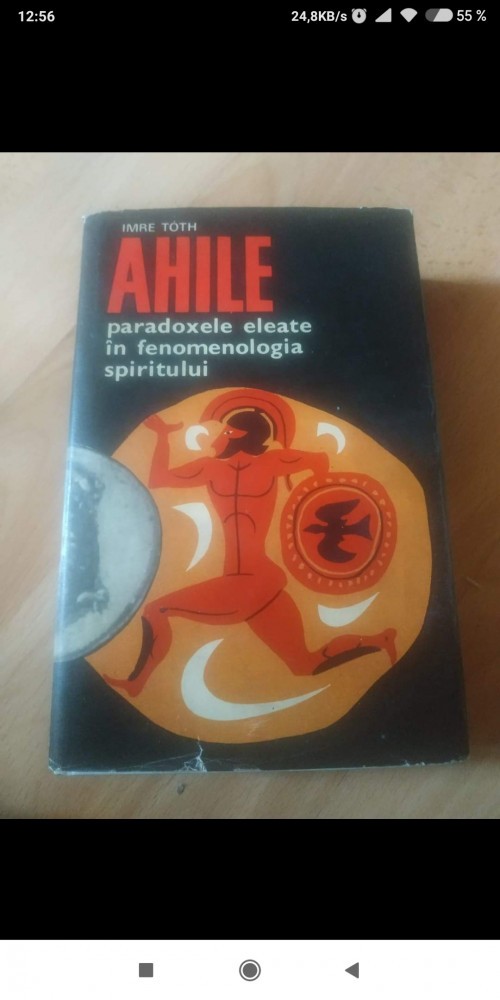 12:56
24,8KB/s
55 %
IMRE TÓTH
AHILE
paradoxele eleate
în fenomenologia
spiritului